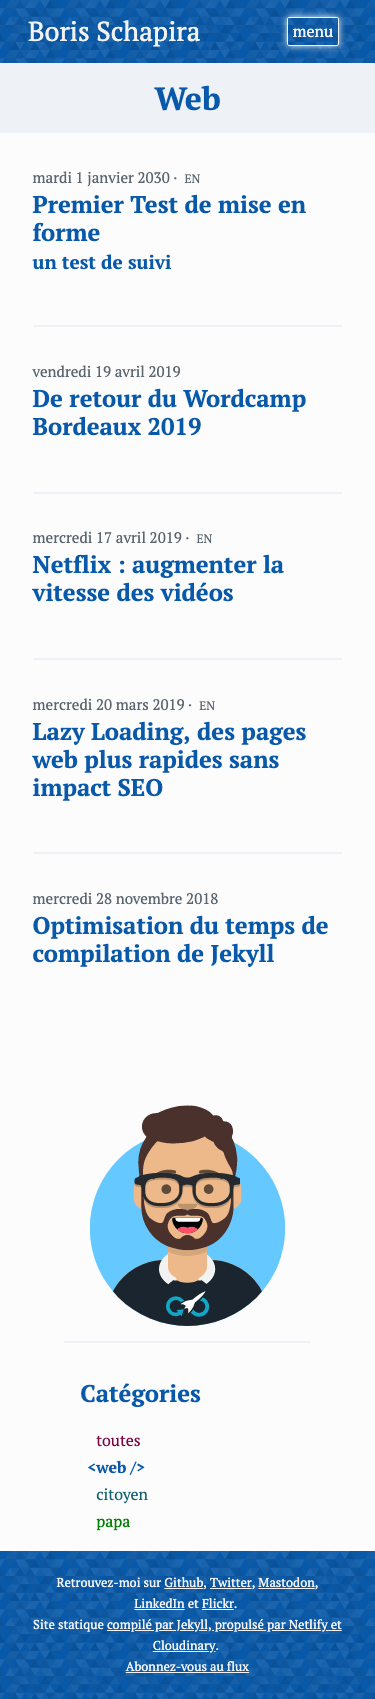 Boris Schapira
menu
Web
mardi 1 janvier 2030 · EN
Premier Test de mise en
forme
un test de suivi
vendredi 19 avril 2019
De retour du Wordcamp
Bordeaux 2019
mercredi 17 avril 2019 · EN
Netflix : augmenter la
vitesse des vidéos
mercredi 20 mars 2019 · EN
Lazy Loading, des pages
web plus rapides sans
impact SEO
mercredi 28 novembre 2018
Optimisation du temps de
compilation de Jekyll
Catégories
toutes
<web />
citoyen
papa
Retrouvez-moi sur Github, Twitter, Mastodon,
LinkedIn et Flickr.
Site statique compilé par Jekyll, propulsé par Netlify et
Cloudinary.
Abonnez-vous au flux